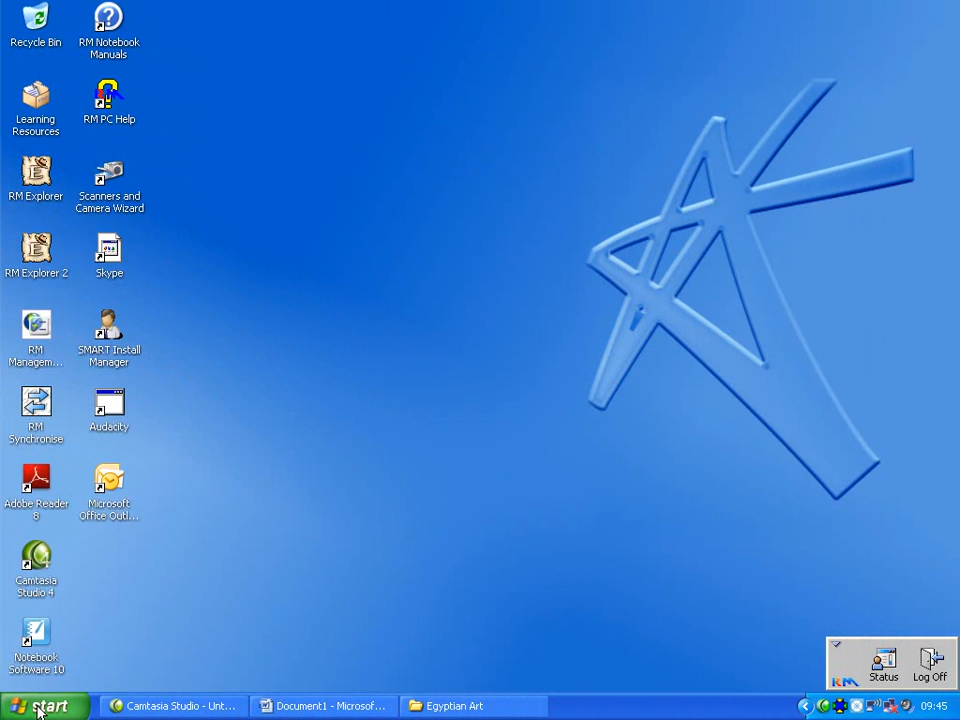 Recycle Bin
RM Notebook
Manuals
Learning
Resources
RM PC Help
RM Explorer
Scanners and
Camera Wizard
RM Explorer 2
Skype
RM
Managem...
SMART Install
Manager
RM
Synchronise
Audacity
Adobe Reader
8
Microsoft
Office Outl...
Camtasia
Studio 4
Notebook
Software 10
RM
Status
Log Off
start
Camtasia Studio - Unt...
Document1 - Microsof...
Egyptian Art
09:45